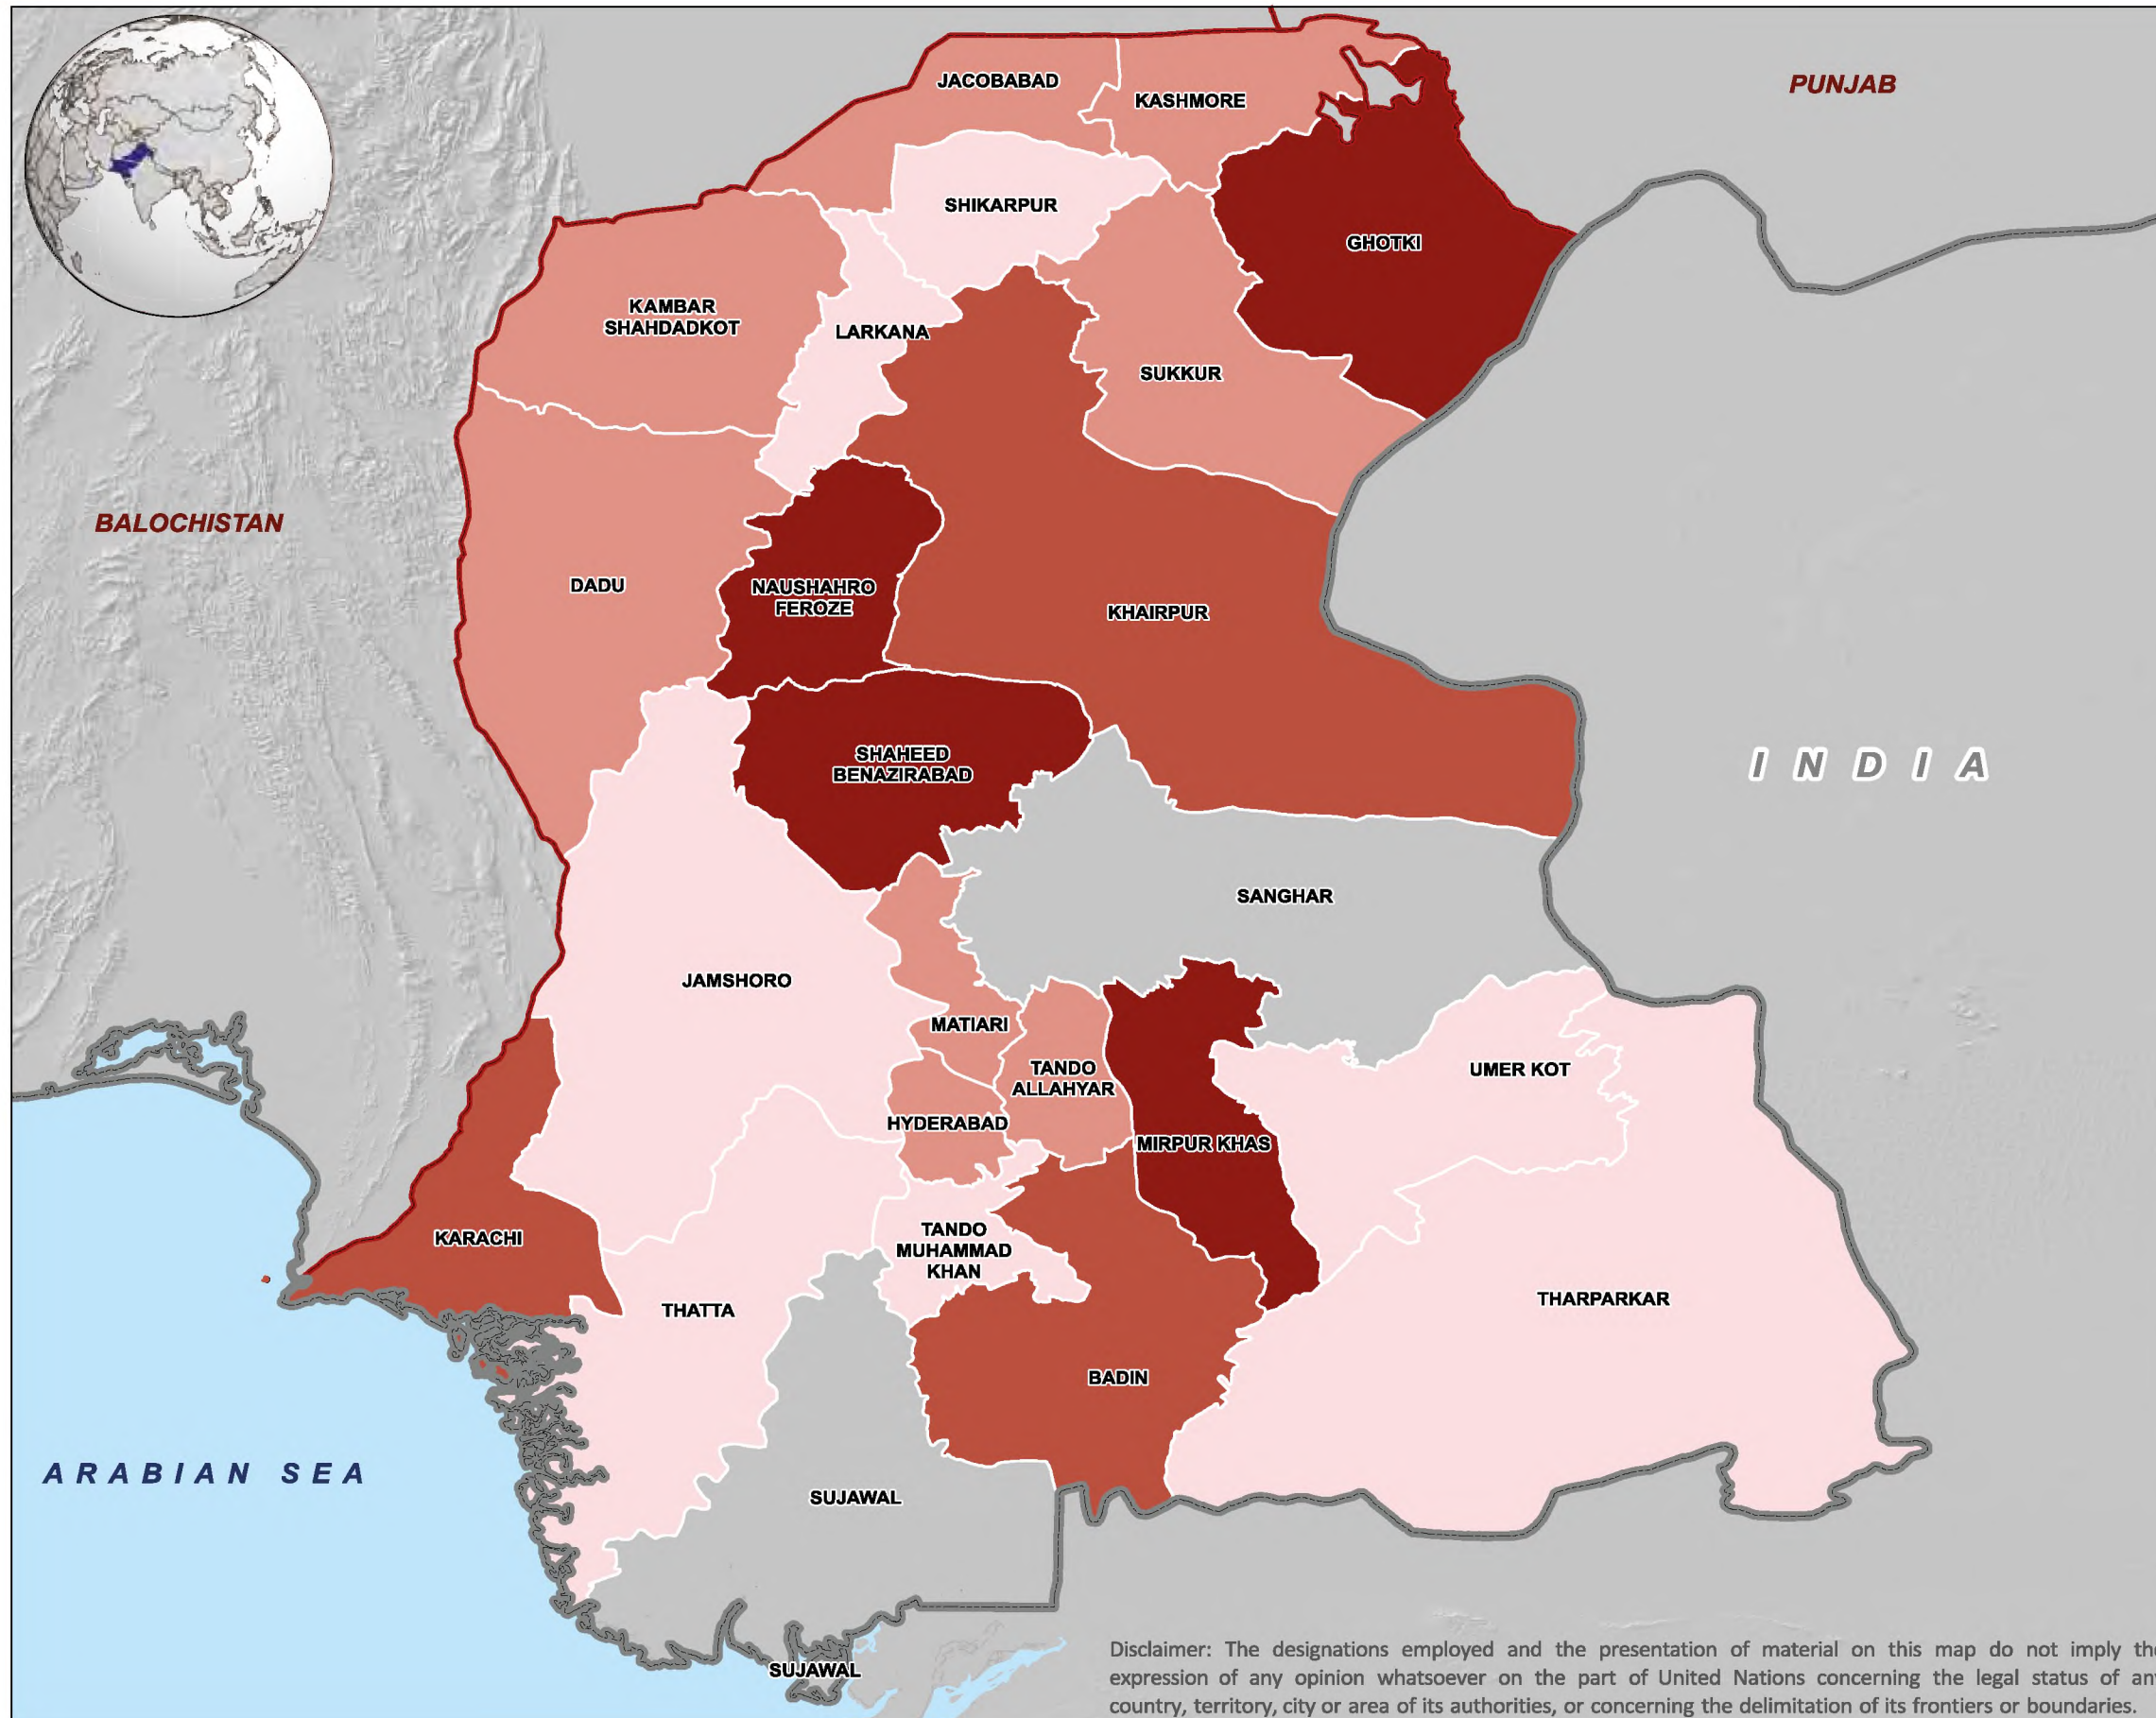 PUNJAB
JACOBABAD
KASHMORE
SHIKARPUR
GHOTKI
KAMBAR
SHAHDADKOT
LARKANA
SUKKUR
BALOCHISTAN
DADU
NAUSHAHRO
FEROZE
KHAIRPUR
SHAHEED
BENAZIRABAD
INDIA
SANGHAR
JAMSHORO
MATIARI
TANDO
ALLAHYAR
UMER KOT
HYDERABAD
MIRPUR KHAS
KARACHI
TANDO
MUHAMMAD
KHAN
THATTA
THARPARKAR
BADIN
ARABIAN SEA
SUJAWAL
SUJAWAL
Disclaimer: The designations employed and the presentation of material on this map do not imply the
expression of any opinion whatsoever on the part of United Nations concerning the legal status of any
country, territory, city or area of its authorities, or concerning the delimitation of its frontiers or boundaries.